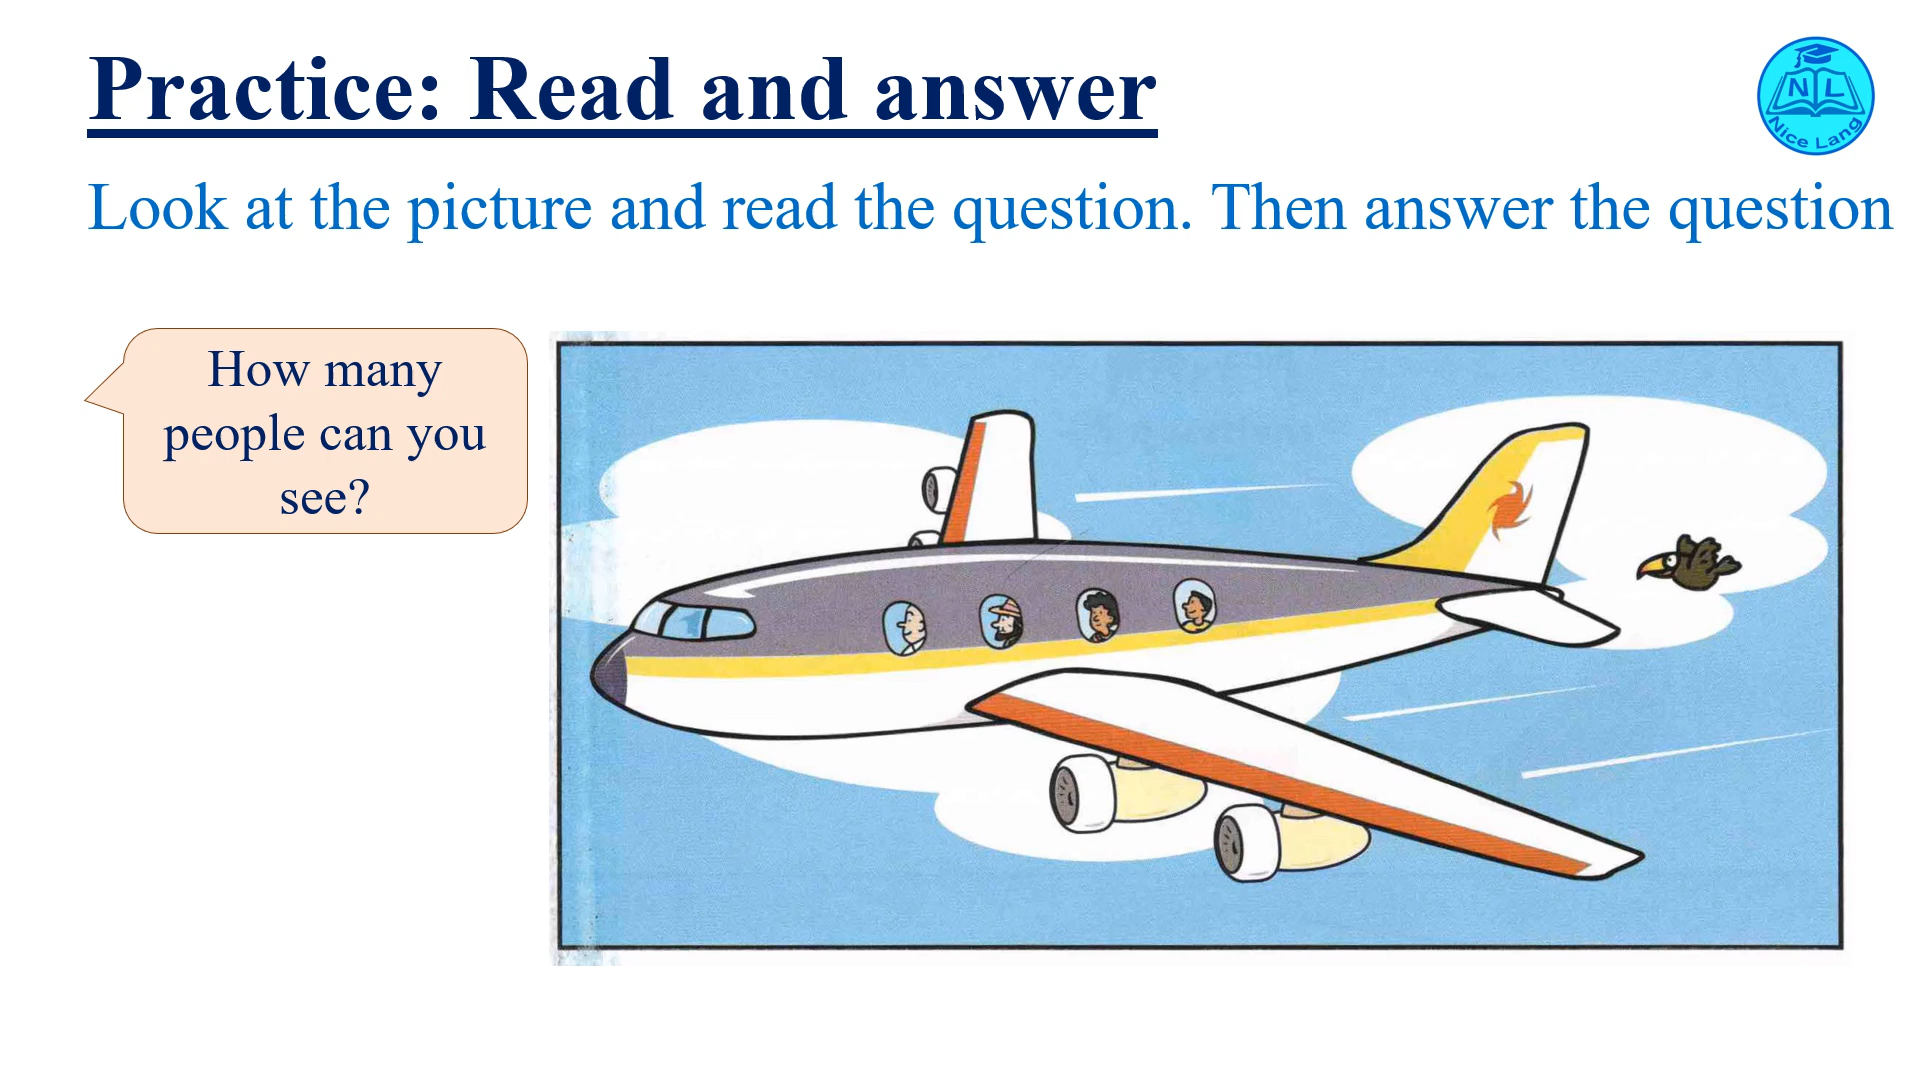 Practice: Read and answer
N L
Nice Lang
Look at the picture and read the question. Then answer the question
How many
people can you
see?